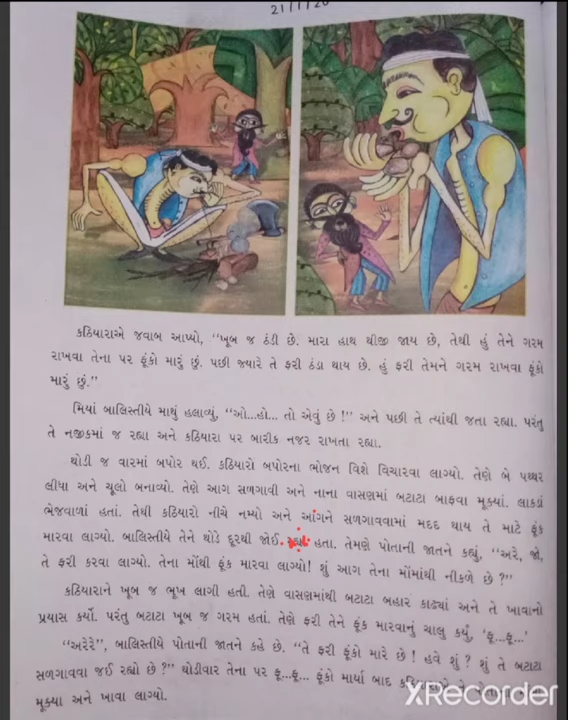 21/1/20
કઠિયારાએ જવાબ આપ્યો, “ખૂબ જ ઠંડી છે. મારા હાથ થીજી જાય છે, તેથી હું તેને ગરમ
રાખવા તેના પર ફૂંકો મારું છું. પછી જ્યારે તે ફરી ઠંડા થાય છે. હું ફરી તેમને ગરમ રાખવા ફૂંકો
મારું છું.”
મિયાં બાલિસ્તીયે માથું હલાવ્યું, “ઓ...હો... તો એવું છે !” અને પછી તે ત્યાંથી જતા રહ્યા. પરંતુ
તે નજીકમાં જ રહ્યા અને કઠિયારા પર બારીક નજર રાખતા રહ્યા.
થોડી જ વારમાં બપોર થઈ. કઠિયારો બપોરના ભોજન વિશે વિચારવા લાગ્યો. તેણે બે પથ્થર
લીધા અને ચૂલો બનાવ્યો. તેણે આગ સળગાવી અને નાના વાસણમાં બટાટા બાફવા મૂક્યાં. લાકડાં
ભેજવાળાં હતાં. તેથી કઠિયારો નીચે નમ્યો અને આંગને સળગાવવામાં મદદ થાય તે માટે ફૂંક
મારવા લાગ્યો. બાલિસ્તીયે તેને થોડે દૂરથી જોઈ રહ્યા હતા. તેમણે પોતાની જાતને કહ્યું, “અરે, જો,
તે ફરી કરવા લાગ્યો. તેના મોંથી ફૂંક મારવા લાગ્યો! શું આગ તેના મોંમાંથી નીકળે છે ?”
કઠિયારાને ખૂબ જ ભૂખ લાગી હતી. તેણે વાસણમાંથી બટાટા બહાર કાઢ્યાં અને તે ખાવાનો
પ્રયાસ કર્યો. પરંતુ બટાટા ખૂબ જ ગરમ હતાં. તેણે ફરી તેને ફૂંક મારવાનું ચાલુ કર્યું, ‘ફૂ...ફૂ...’
“અરેરે”, બાલિસ્તીયે પોતાની જાતને કહે છે. “તે ફરી ફૂંકો મારે છે ! હવે શું ? શું તે બટાટા
સળગાવવા જઈ રહ્યો છે ?” થોડીવાર તેના પર ફૂ...ફૂ... ફૂંકો માર્યા બાદ
મૂક્યા અને ખાવા લાગ્યો.
XRecorder